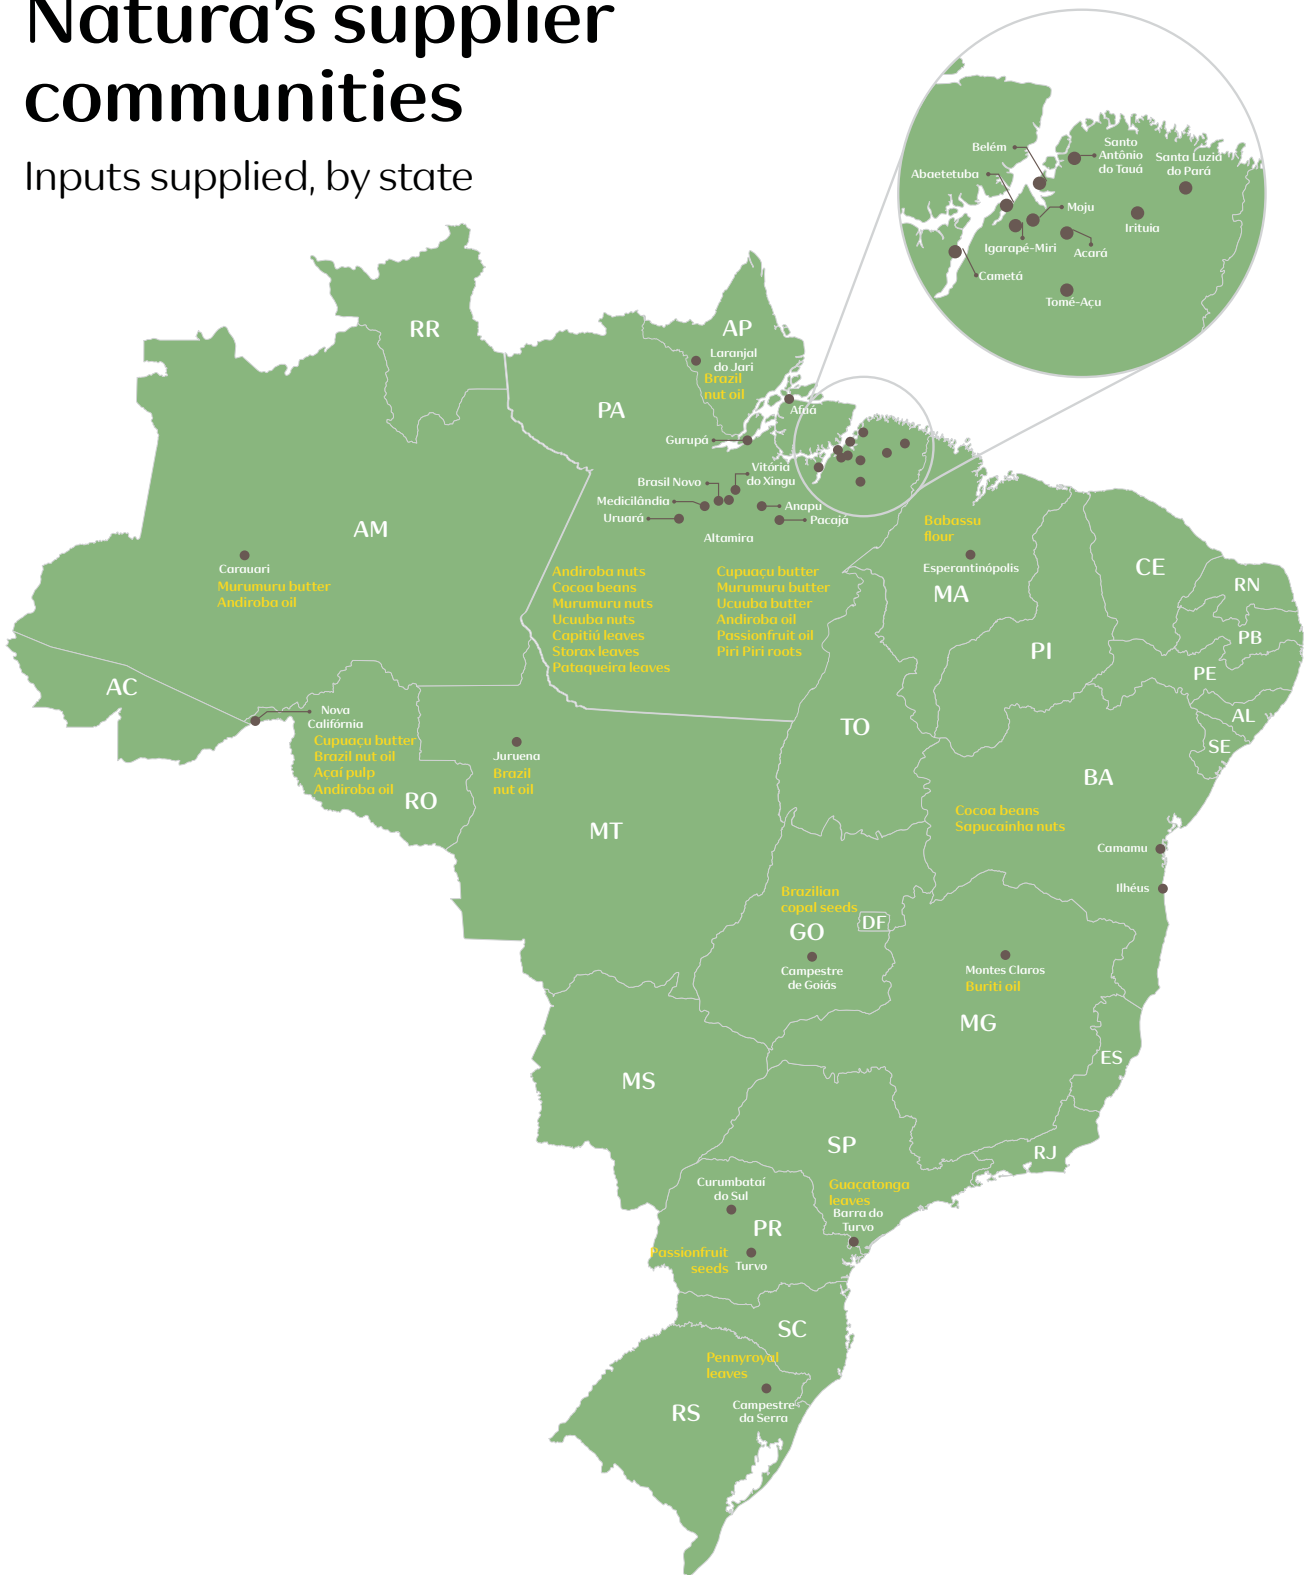 Natura's supplier
communities
Inputs supplied, by state
Belém
Santo
Antônio
do Tauá
Santa Luzia
do Pará
Abaetetuba
Moju
Irituia
Igarapé-Miri
Acará
Cametá
Tomé-Açu
RR
AP
Laranjal
do Jari
Brazil
nut oil
PA
Afuá
Gurupá
Vitória
do Xingu
Brasil Novo
Medicilândia
Uruará
Anapu
Pacajá
Altamira
AM
Carauari
Murumuru butter
Andiroba oil
Andiroba nuts
Cocoa beans
Murumuru nuts
Ucuuba nuts
Capitiú leaves
Storax leaves
Pataqueira leaves
Cupuaçu butter
Murumuru butter
Ucuuba butter
Andiroba oil
Passionfruit oil
Piri Piri roots
Babassu
flour
Esperantinópolis
MA
CE
RN
PB
PI
PE
AL
SE
AC
Nova
Califórnia
Cupuaçu butter
Brazil nut oil
Açaí pulp
Andiroba oil
RO
Juruena
Brazil
nut oil
MT
TO
BA
Cocoa beans
Sapucainha nuts
Camamu
Ilhéus
Brazilian
copal seeds
DF
GO
Campestre
de Goiás
Montes Claros
Buriti oil
MG
ES
MS
SP
RJ
Guaçatonga
leaves
Barra do
Turvo
Curumbataí
do Sul
PR
Passionfruit
seeds
Turvo
SC
Pennyroyal
leaves
RS
Campestre
da Serra